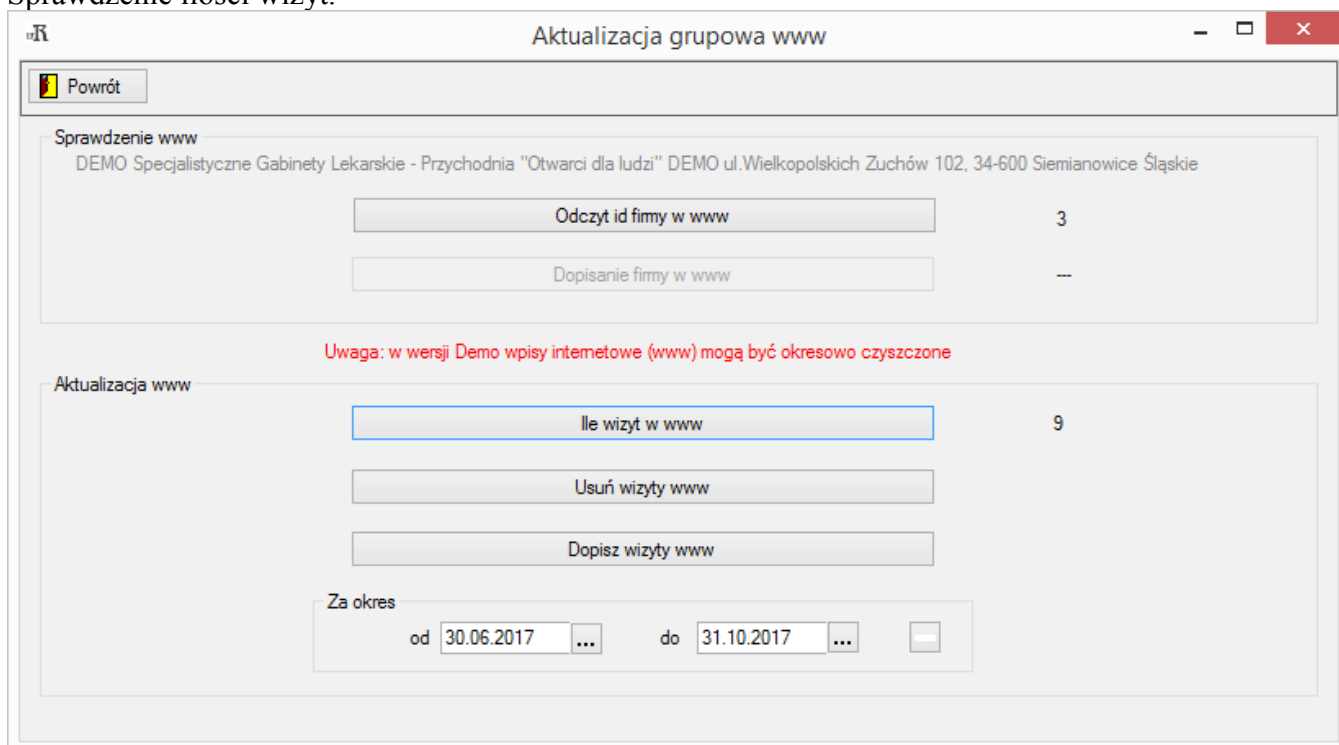 Sprawdzenie ilości wizyt.
Aktualizacja grupowa www
Powrót
Sprawdzenie www
DEMO Specjalistyczne Gabinety Lekarskie - Przychodnia "Otwarci dla ludzi" DEMO ul.Wielkopolskich Zuchów 102, 34-600 Siemianowice Śląskie
Odczyt id firmy w www 3
Dopisanie firmy w www ---
Uwaga: w wersji Demo wpisy internetowe (www) mogą być okresowo czyszczone
Aktualizacja www
Ile wizyt w www 9
Usuń wizyty www
Dopisz wizyty www
Za okres
od 30.06.2017 ... do 31.10.2017 ...